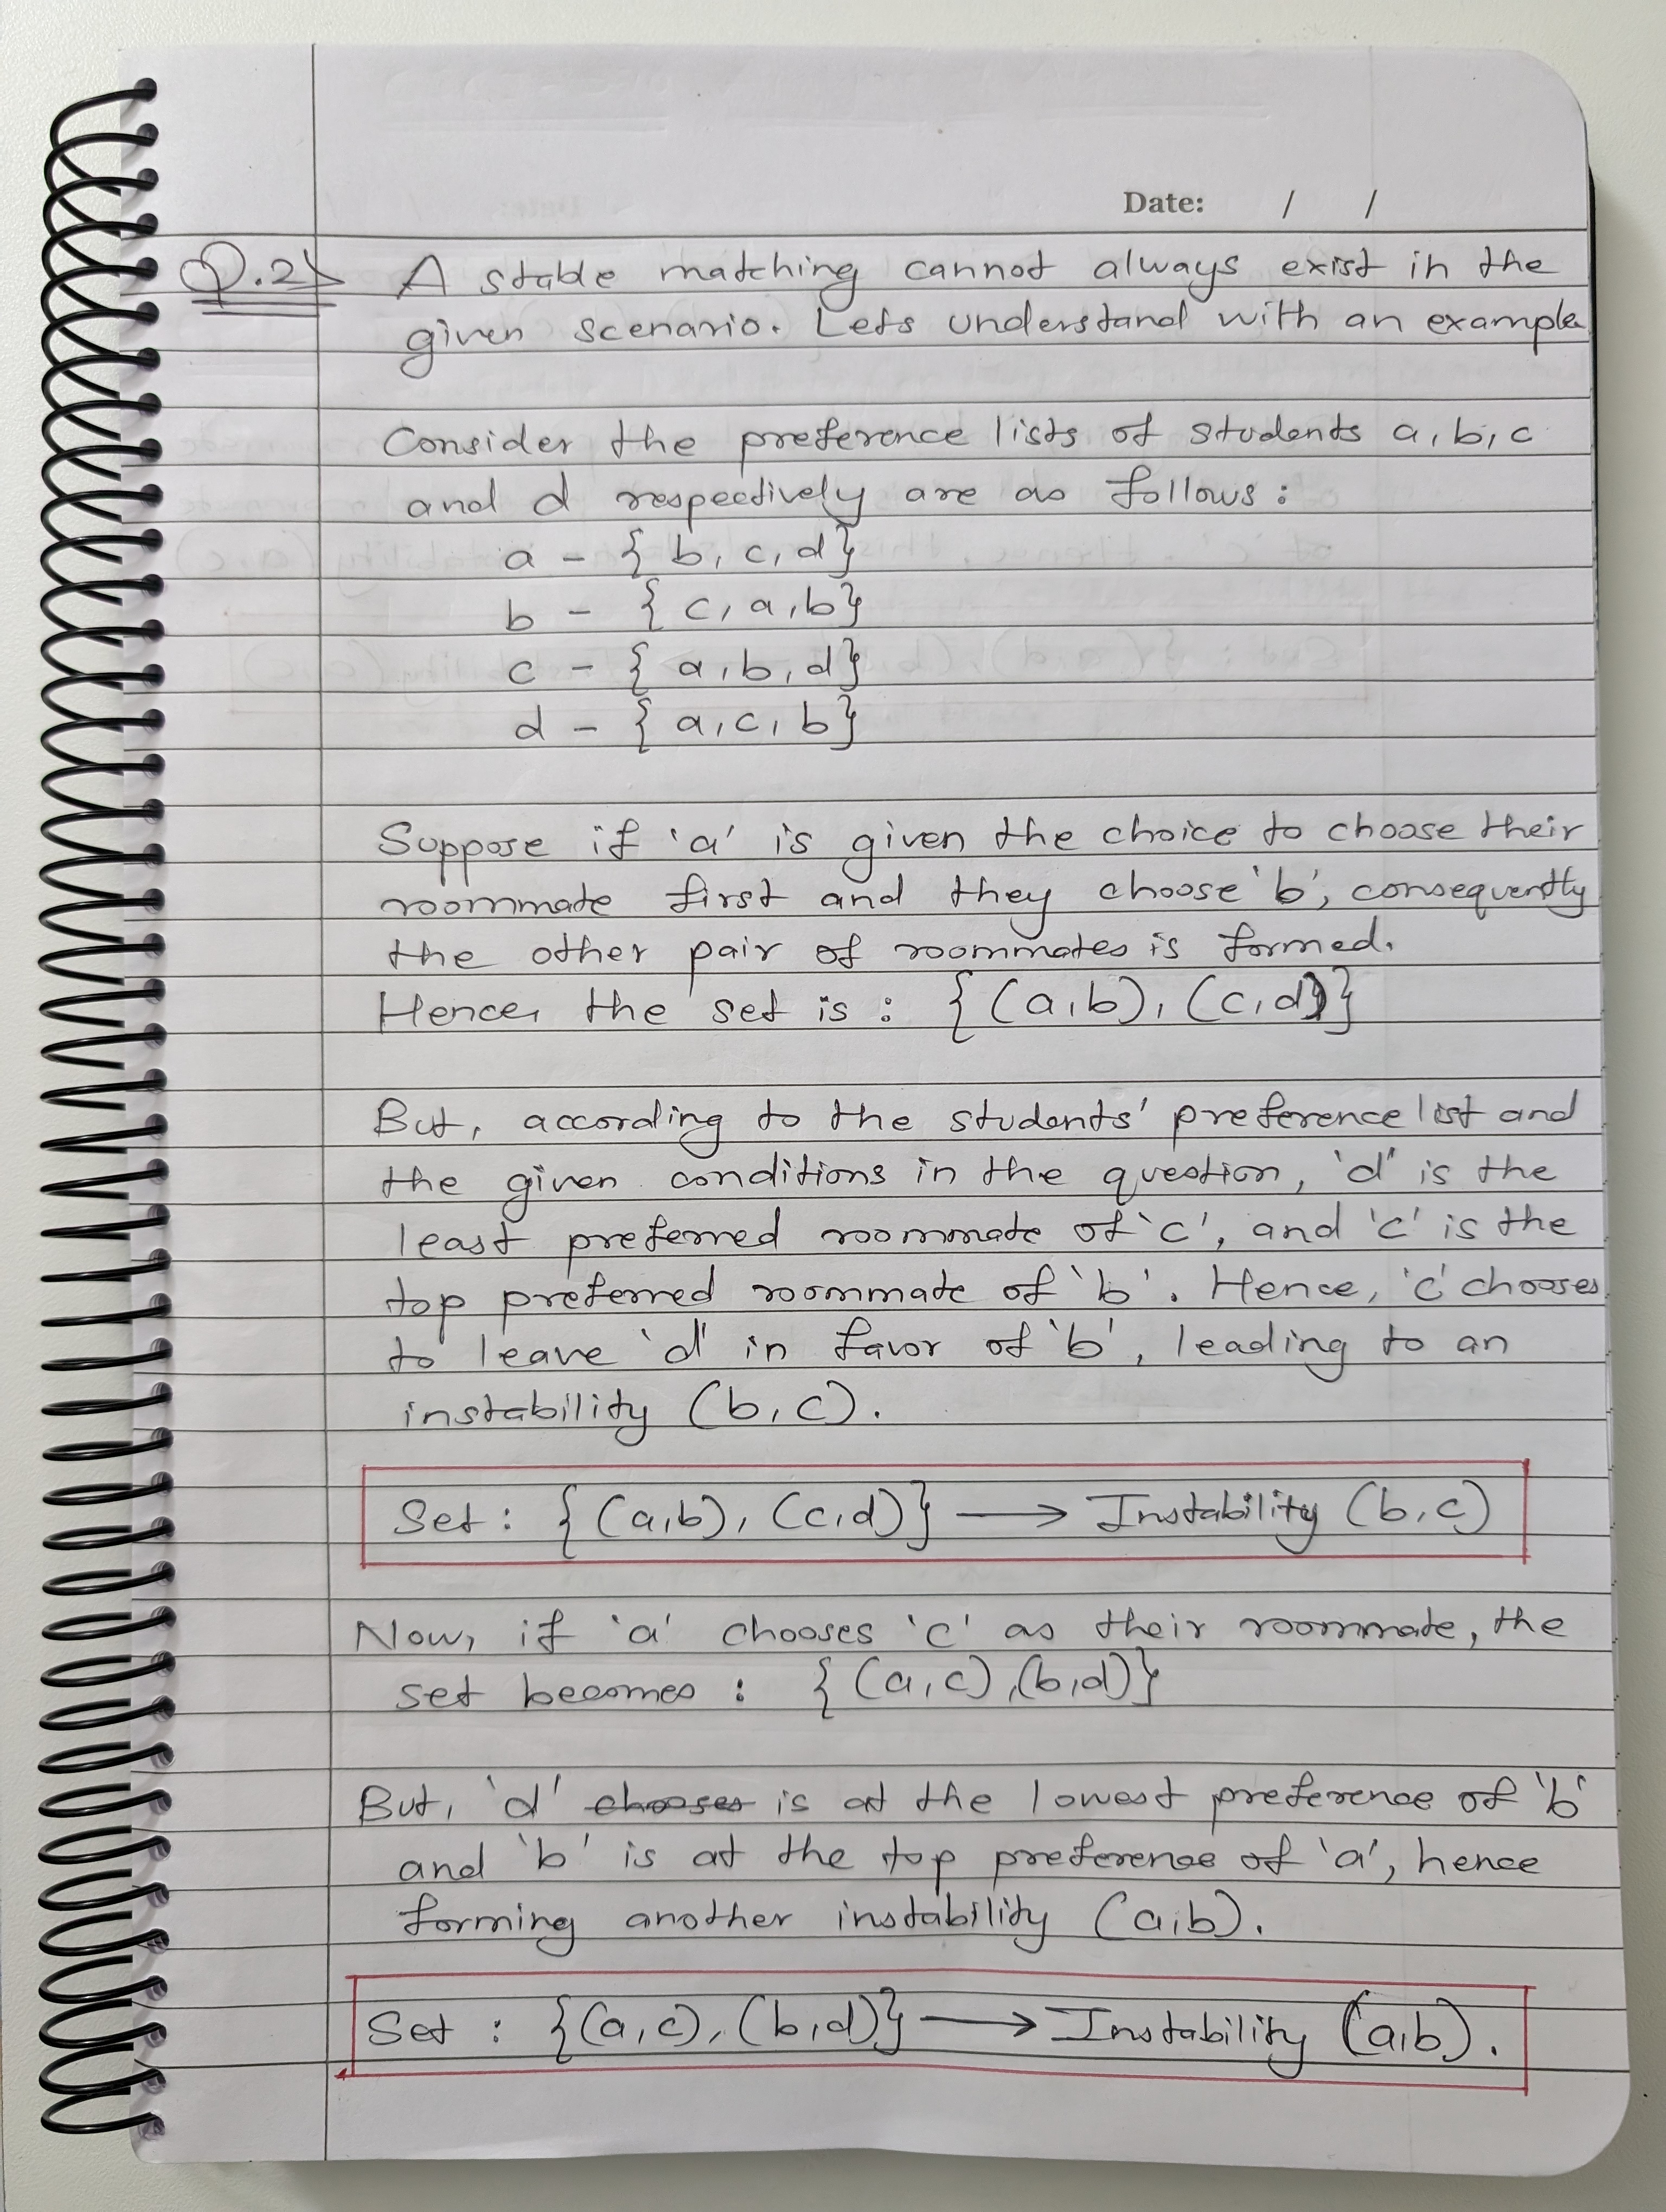 Date: / /
Q.2) A stable matching cannot always exist in the
given scenario. Lets understand with an example
Consider the preference lists of students a, b, c
and d respectively are as follows:
a - { b, c, d}
b - { c, a, b}
c - { a, b, d}
d - { a, c, b}
Suppose if 'a' is given the choice to choose their
roommate first and they choose 'b', consequently
the other pair of roommates is formed.
Hence, the set is : { (a, b), (c, d)}
But, according to the students' preference list and
the given conditions in the question, 'd' is the
least preferred roommate of 'c', and 'c' is the
top preferred roommate of 'b'. Hence, 'c' chooses
to leave 'd' in favor of 'b', leading to an
instability (b, c).
Set : { (a, b), (c, d)} → Instability (b, c)
Now, if 'a' chooses 'c' as their roommate, the
set becomes : { (a, c), (b, d)}
But, 'd' chooses is at the lowest preference of 'b'
and 'b' is at the top preference of 'a', hence
forming another instability (a, b).
Set : {(a, c), (b, d)} → Instability (a, b).